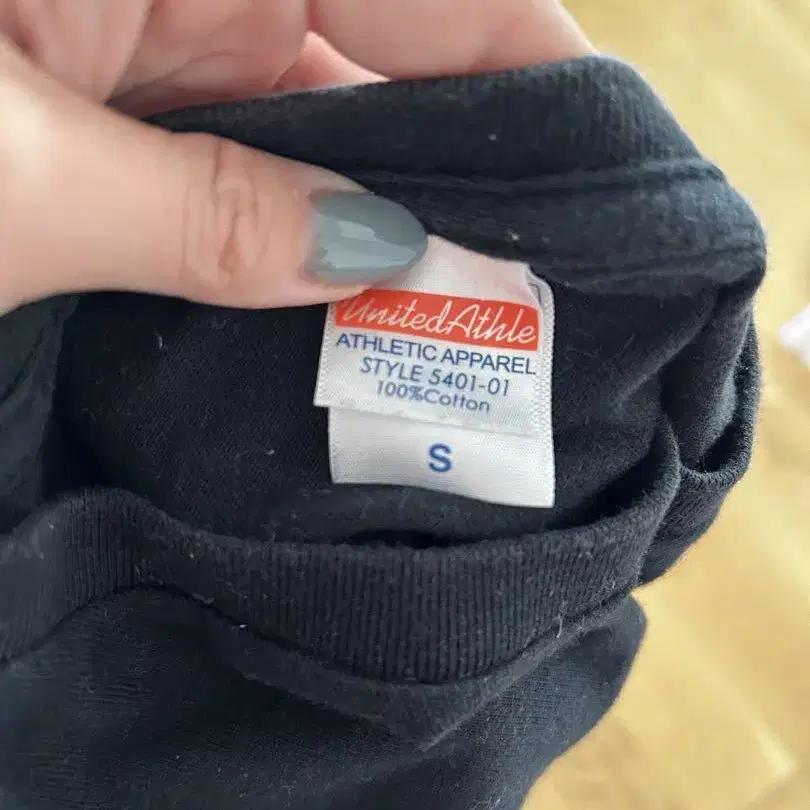 UnitedAthle
ATHLETIC APPAREL
STYLE 5401-01
100%Cotton
S